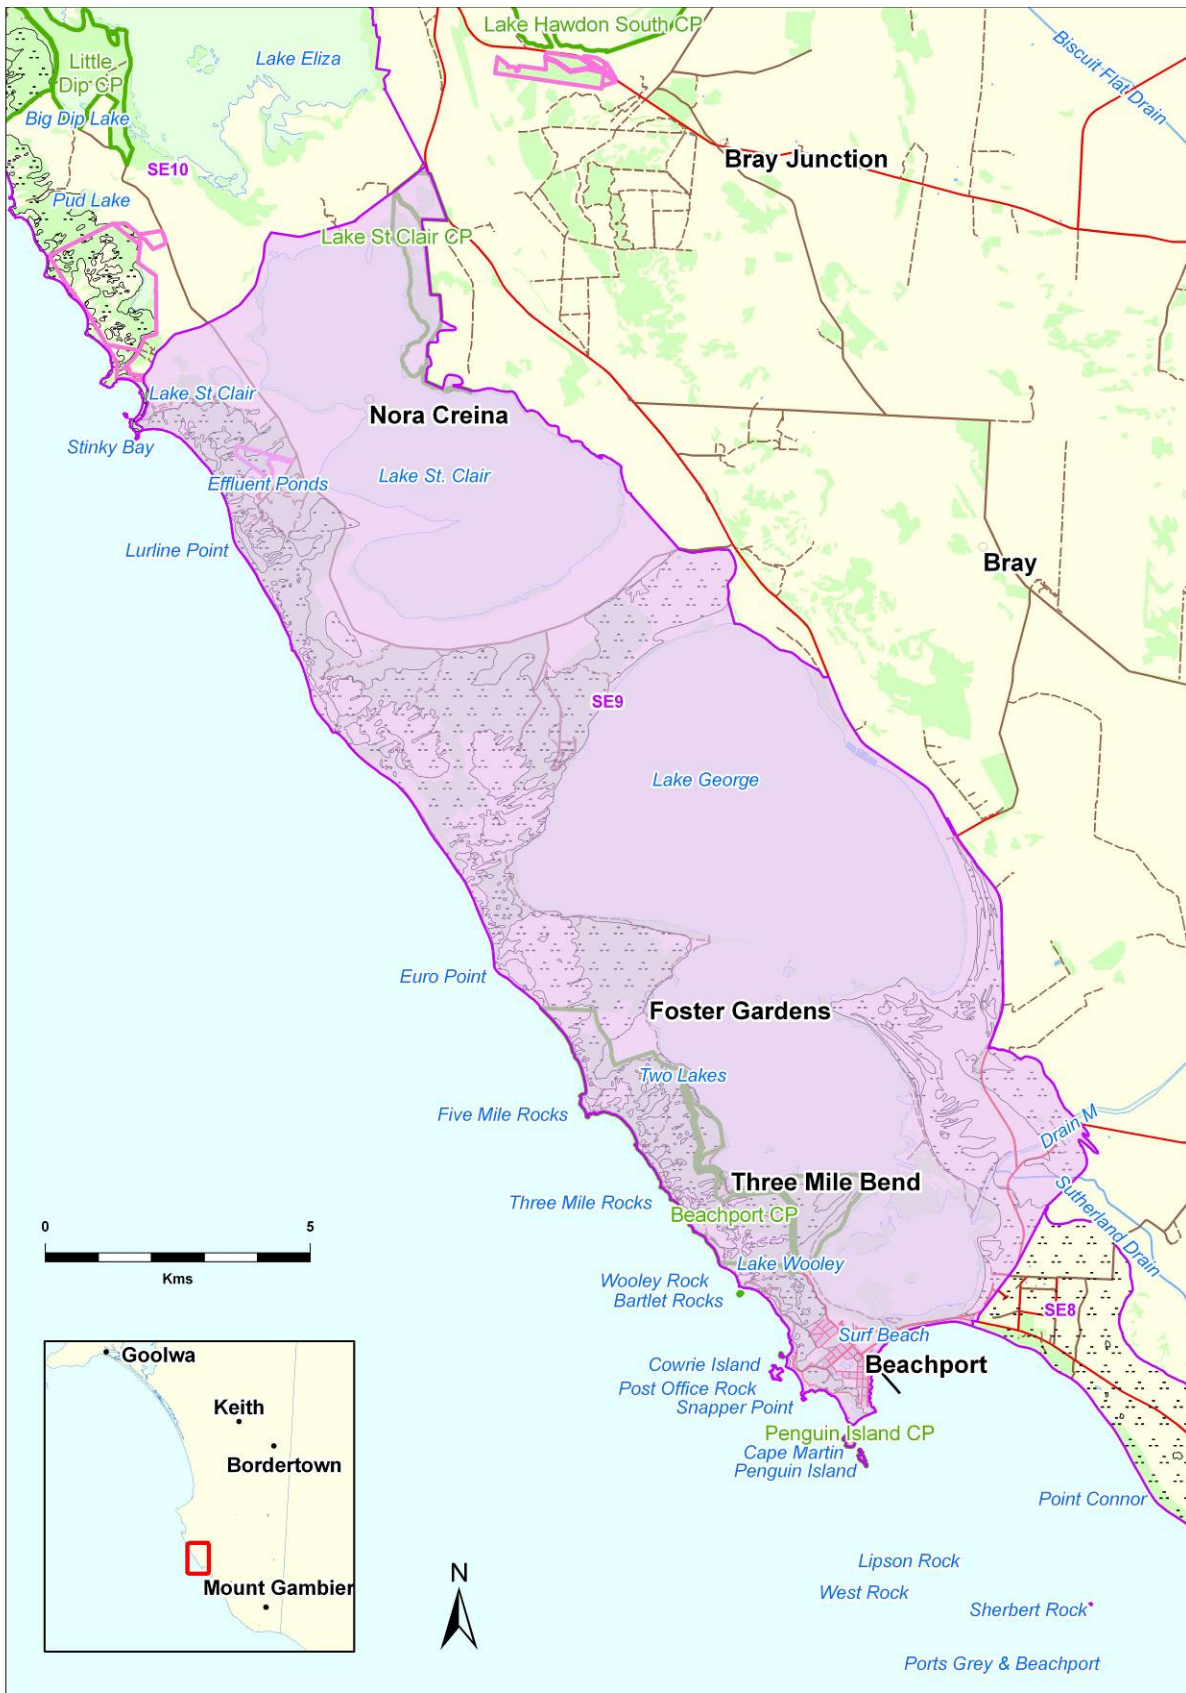 Lake Hawdon South CP
Little
Dip CP
Lake Eliza
Biscuit Flat Drain
Big Dip Lake
Bray Junction
SE10
Pud Lake
Lake St Clair CP
Lake St Clair
Nora Creina
Stinky Bay
Lake St. Clair
Effluent Ponds
Lurline Point
Bray
SE9
Lake George
Euro Point
Foster Gardens
Two Lakes
Five Mile Rocks
Drain M
Three Mile Bend
Sutherland Drain
Three Mile Rocks
Beachport CP
0
5
Kms
Lake Wooley
Wooley Rock
Bartlet Rocks
SE8
Surf Beach
Cowrie Island
Beachport
Post Office Rock
Snapper Point
Penguin Island CP
Cape Martin
Penguin Island
Point Connor
Goolwa
Keith
Bordertown
Mount Gambier
N
Lipson Rock
West Rock
Sherbert Rock
Ports Grey & Beachport